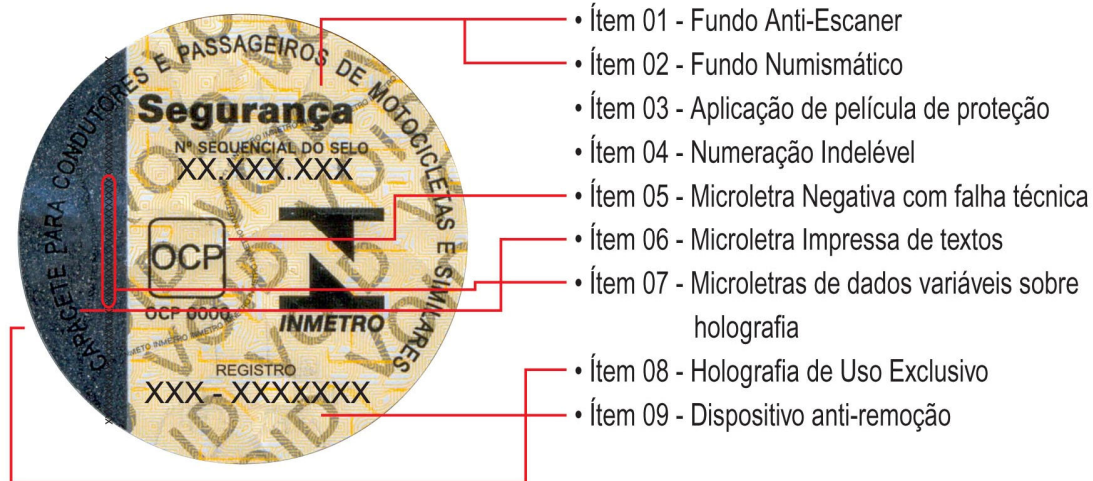 CAPACETE PARA CONDUTORES E PASSAGEIROS DE MOTOCICLETAS E SIMILARES
Segurança
Nº SEQUENCIAL DO SELO
XX.XXX.XXX
OCP
OCP 0000
INMETRO
REGISTRO
XXX - XXXXXXX
VOID
• Ítem 01 - Fundo Anti-Escaner
• Ítem 02 - Fundo Numismático
• Ítem 03 - Aplicação de película de proteção
• Ítem 04 - Numeração Indelével
• Ítem 05 - Microletra Negativa com falha técnica
• Ítem 06 - Microletra Impressa de textos
• Ítem 07 - Microletras de dados variáveis sobre
holografia
• Ítem 08 - Holografia de Uso Exclusivo
• Ítem 09 - Dispositivo anti-remoção